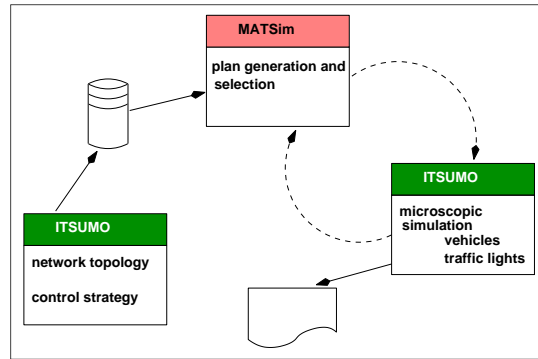 MATSim
plan generation and
selection
ITSUMO
network topology
control strategy
ITSUMO
microscopic
simulation
vehicles
traffic lights